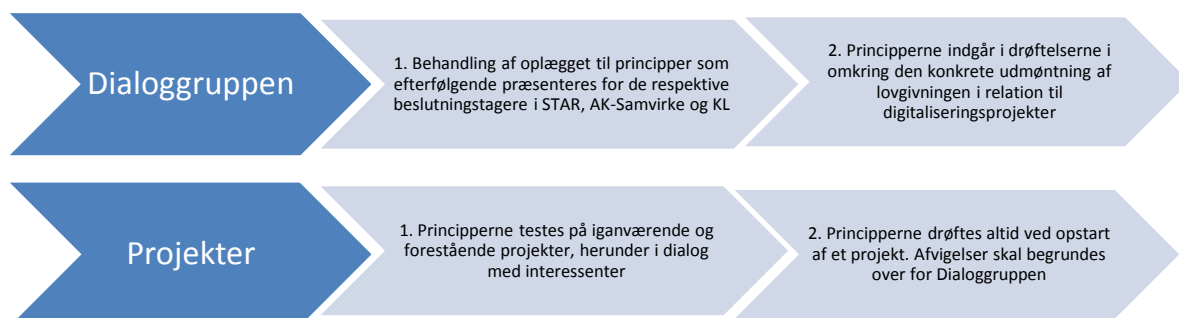 Dialoggruppen
1. Behandling af oplægget til principper som
efterfølgende præsenteres for de respektive
beslutningstagere i STAR, AK-Samvirke og KL
2. Principperne indgår i drøftelserne i
omkring den konkrete udmøntning af
lovgivningen i relation til
digitaliseringsprojekter
Projekter
1. Principperne testes på iganværende og
forestående projekter, herunder i dialog
med interessenter
2. Principperne drøftes altid ved opstart
af et projekt. Afvigelser skal begrundes
over for Dialoggruppen